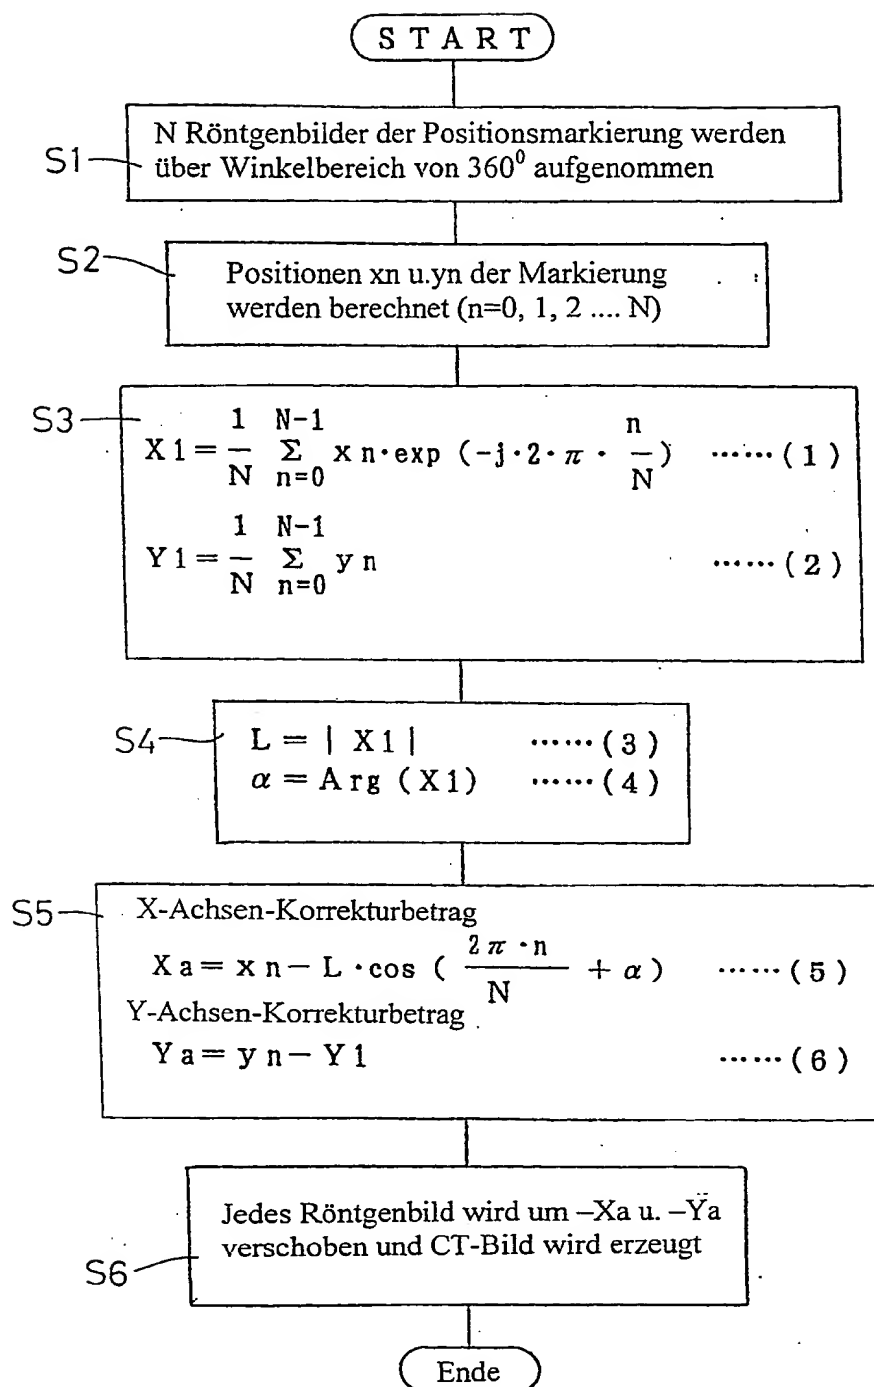 START
S1
N Röntgenbilder der Positionsmarkierung werden
über Winkelbereich von 360⁰ aufgenommen
S2
Positionen xn u.yn der Markierung
werden berechnet (n=0, 1, 2 .... N)
S3
X1 = 1/N N-1 Σ n=0 xn·exp (-j·2·π· n/N) ······(1)
Y1 = 1/N N-1 Σ n=0 yn ······(2)
S4
L = | X1 | ······(3)
α = Arg (X1) ······(4)
S5
X-Achsen-Korrekturbetrag
Xa = xn - L·cos ( 2π·n/N + α ) ······(5)
Y-Achsen-Korrekturbetrag
Ya = yn - Y1 ······(6)
S6
Jedes Röntgenbild wird um –Xa u. –Ya
verschoben und CT-Bild wird erzeugt
Ende